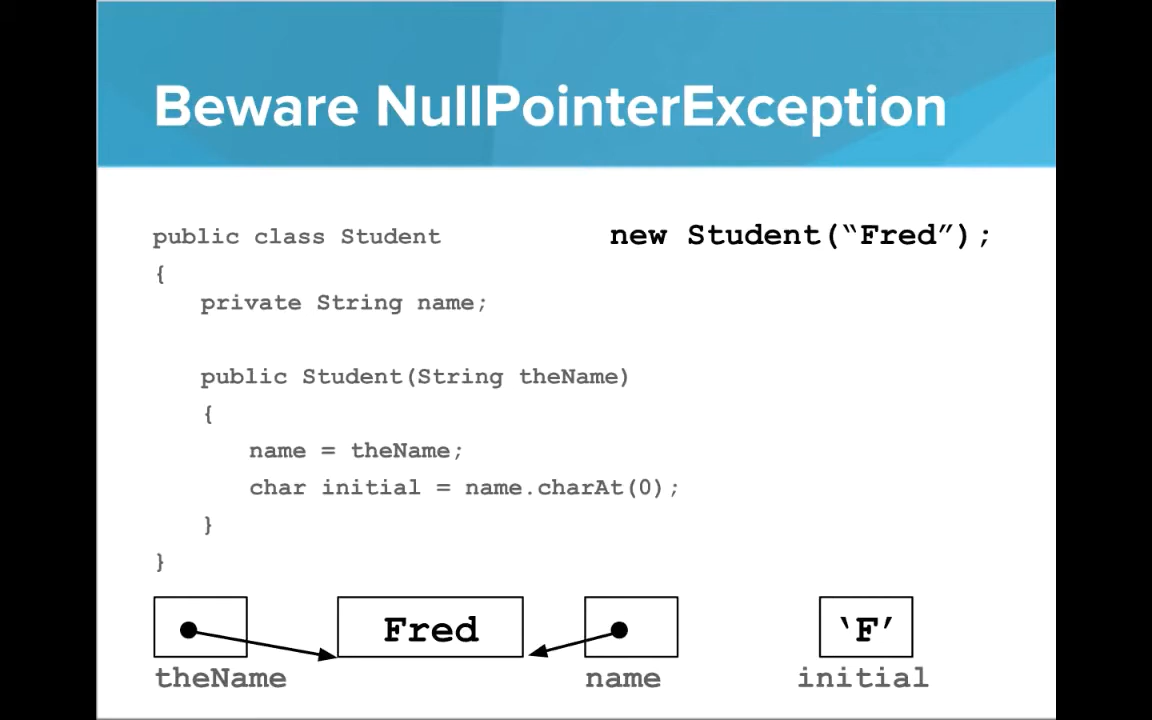 Beware NullPointerException
public class Student
new Student(“Fred”);
{
private String name;
public Student(String theName)
{
name = theName;
char initial = name.charAt(0);
}
}
Fred
‘F’
theName
name
initial